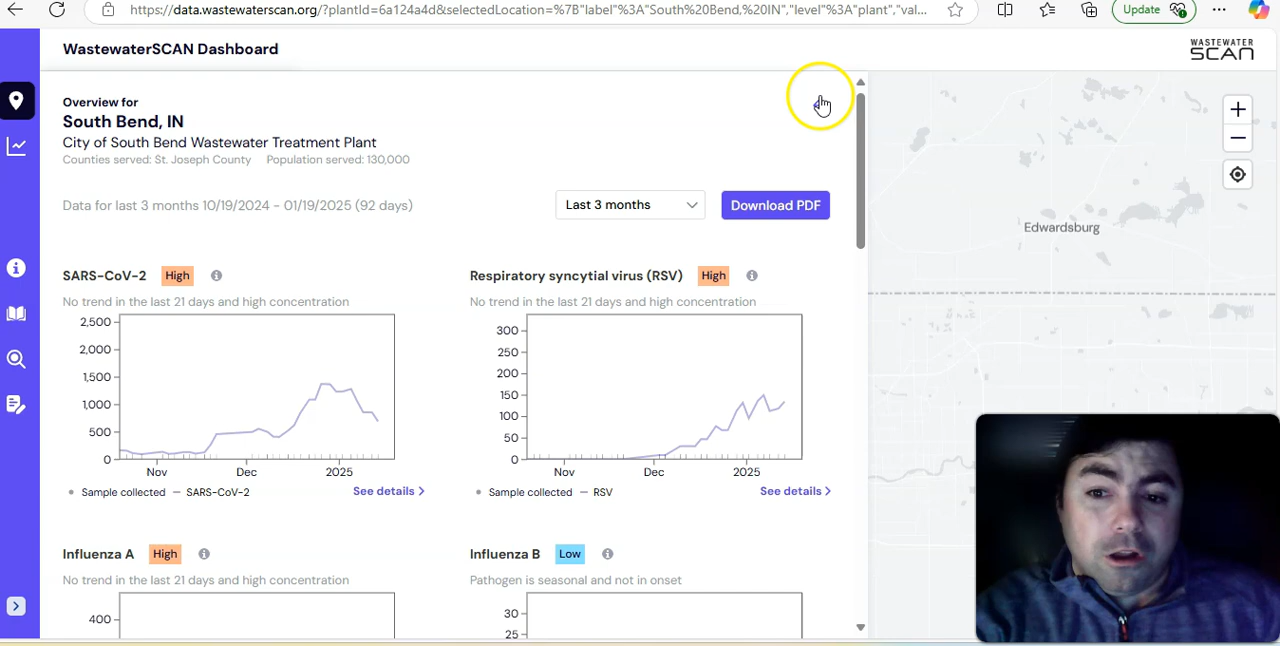 https://data.wastewaterscan.org/?plantId=6a124a4d&selectedLocation=%7B"label"%3A"South%20Bend,%20IN","level"%3A"plant","val...
Update
WastewaterSCAN Dashboard
WASTEWATER
SCAN
Overview for
South Bend, IN
City of South Bend Wastewater Treatment Plant
Counties served: St. Joseph County Population served: 130,000
Data for last 3 months 10/19/2024 - 01/19/2025 (92 days)
Last 3 months
Download PDF
Edwardsburg
SARS-CoV-2 High
No trend in the last 21 days and high concentration
2,500
2,000
1,500
1,000
500
0
Nov Dec 2025
Sample collected SARS-CoV-2
See details >
Respiratory syncytial virus (RSV) High
No trend in the last 21 days and high concentration
300
250
200
150
100
50
0
Nov Dec 2025
Sample collected RSV
See details >
Influenza A High
No trend in the last 21 days and high concentration
400
Influenza B Low
Pathogen is seasonal and not in onset
30
25